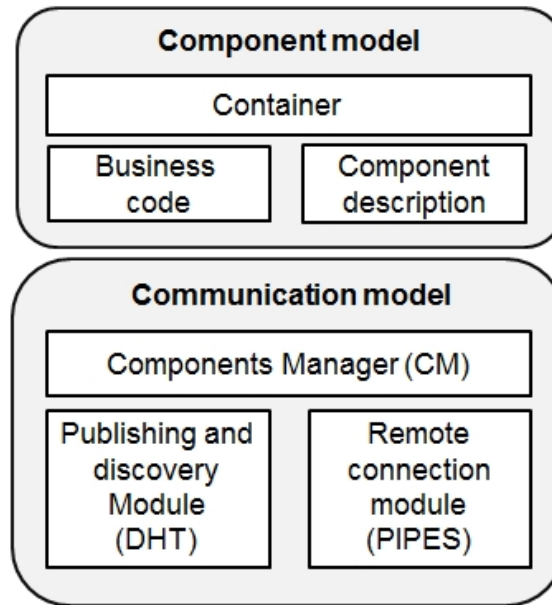 Component model
Container
Business
code
Component
description
Communication model
Components Manager (CM)
Publishing and
discovery
Module
(DHT)
Remote
connection
module
(PIPES)